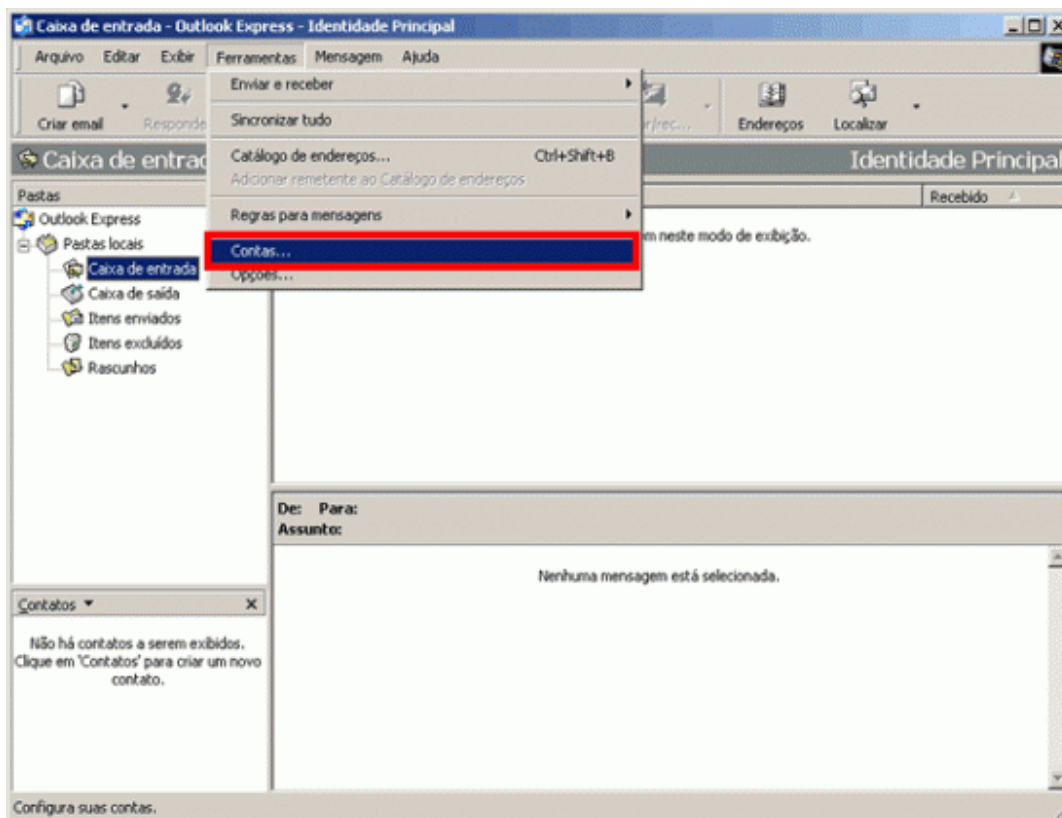 Caixa de entrada - Outlook Express - Identidade Principal
Arquivo Editar Exibir Ferramentas Mensagem Ajuda
Criar email Responde r/rec... Endereços Localizar
Caixa de entrad Identidade Principal
Enviar e receber
Sincronizar tudo
Catálogo de endereços... Ctrl+Shift+B
Adicionar remetente ao Catálogo de endereços
Regras para mensagens
Contas...
Opções...
Pastas
Outlook Express
Pastas locais
Caixa de entrada
Caixa de saída
Itens enviados
Itens excluídos
Rascunhos
Recebido
m neste modo de exibição.
De: Para:
Assunto:
Nenhuma mensagem está selecionada.
Contatos
Não há contatos a serem exibidos.
Clique em 'Contatos' para criar um novo
contato.
Configura suas contas.